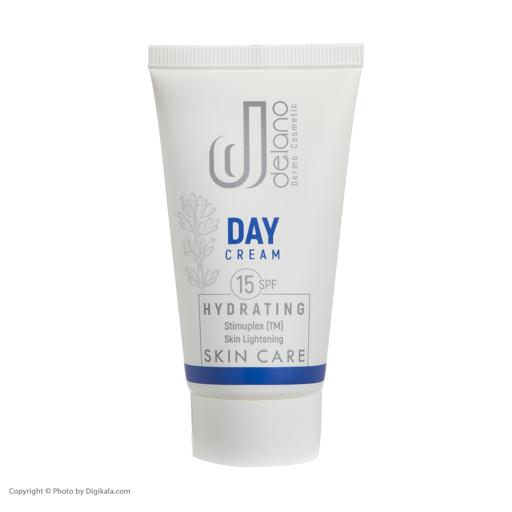 delano
Dermo Cosmetic
DAY
CREAM
15 SPF
HYDRATING
Stimuplex [TM]
Skin Lightening
SKIN CARE
Copyright © Photo by Digikala.com